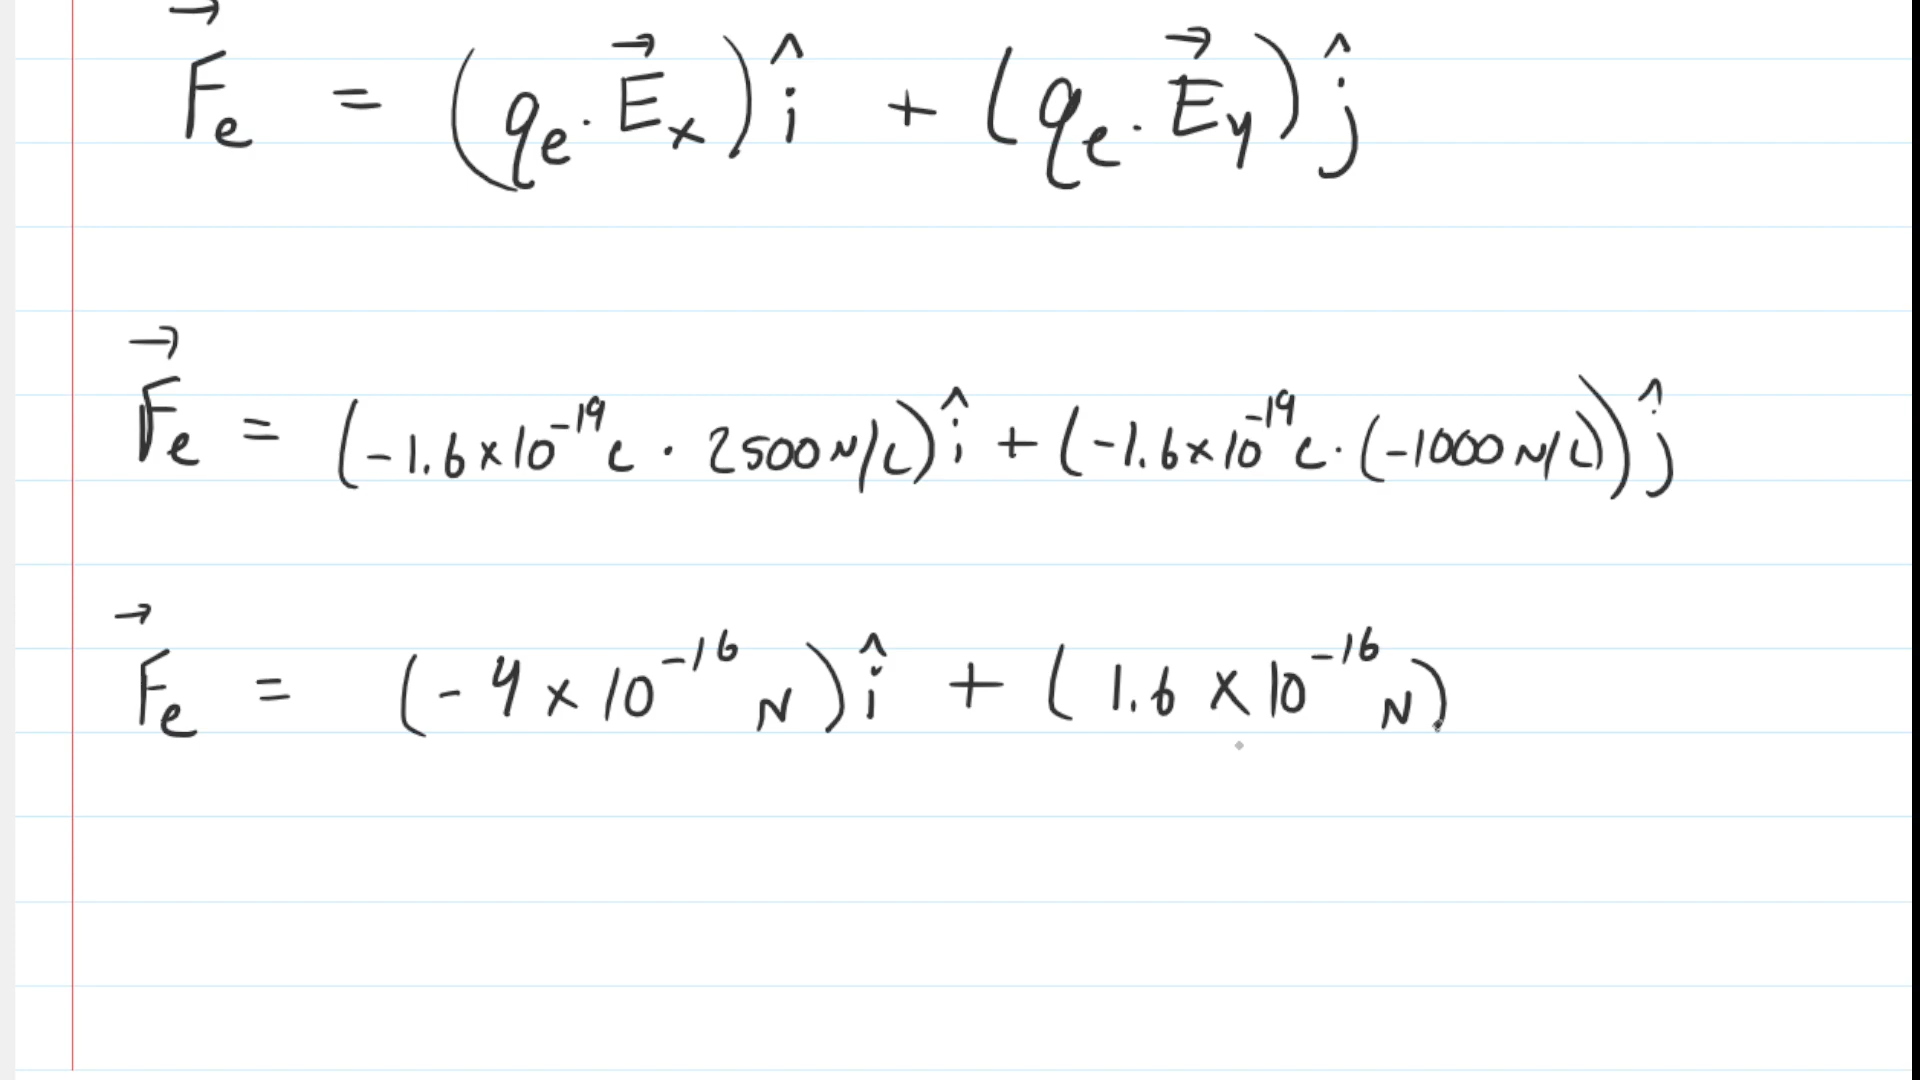 F⃗e = (qe · E⃗x) î + (qe · E⃗y) ĵ
F⃗e = (-1.6 x 10⁻¹⁹ C · 2500 N/C) î + (-1.6 x 10⁻¹⁹ C · (-1000 N/C)) ĵ
F⃗e = (-4 x 10⁻¹⁶ N) î + (1.6 x 10⁻¹⁶ N)